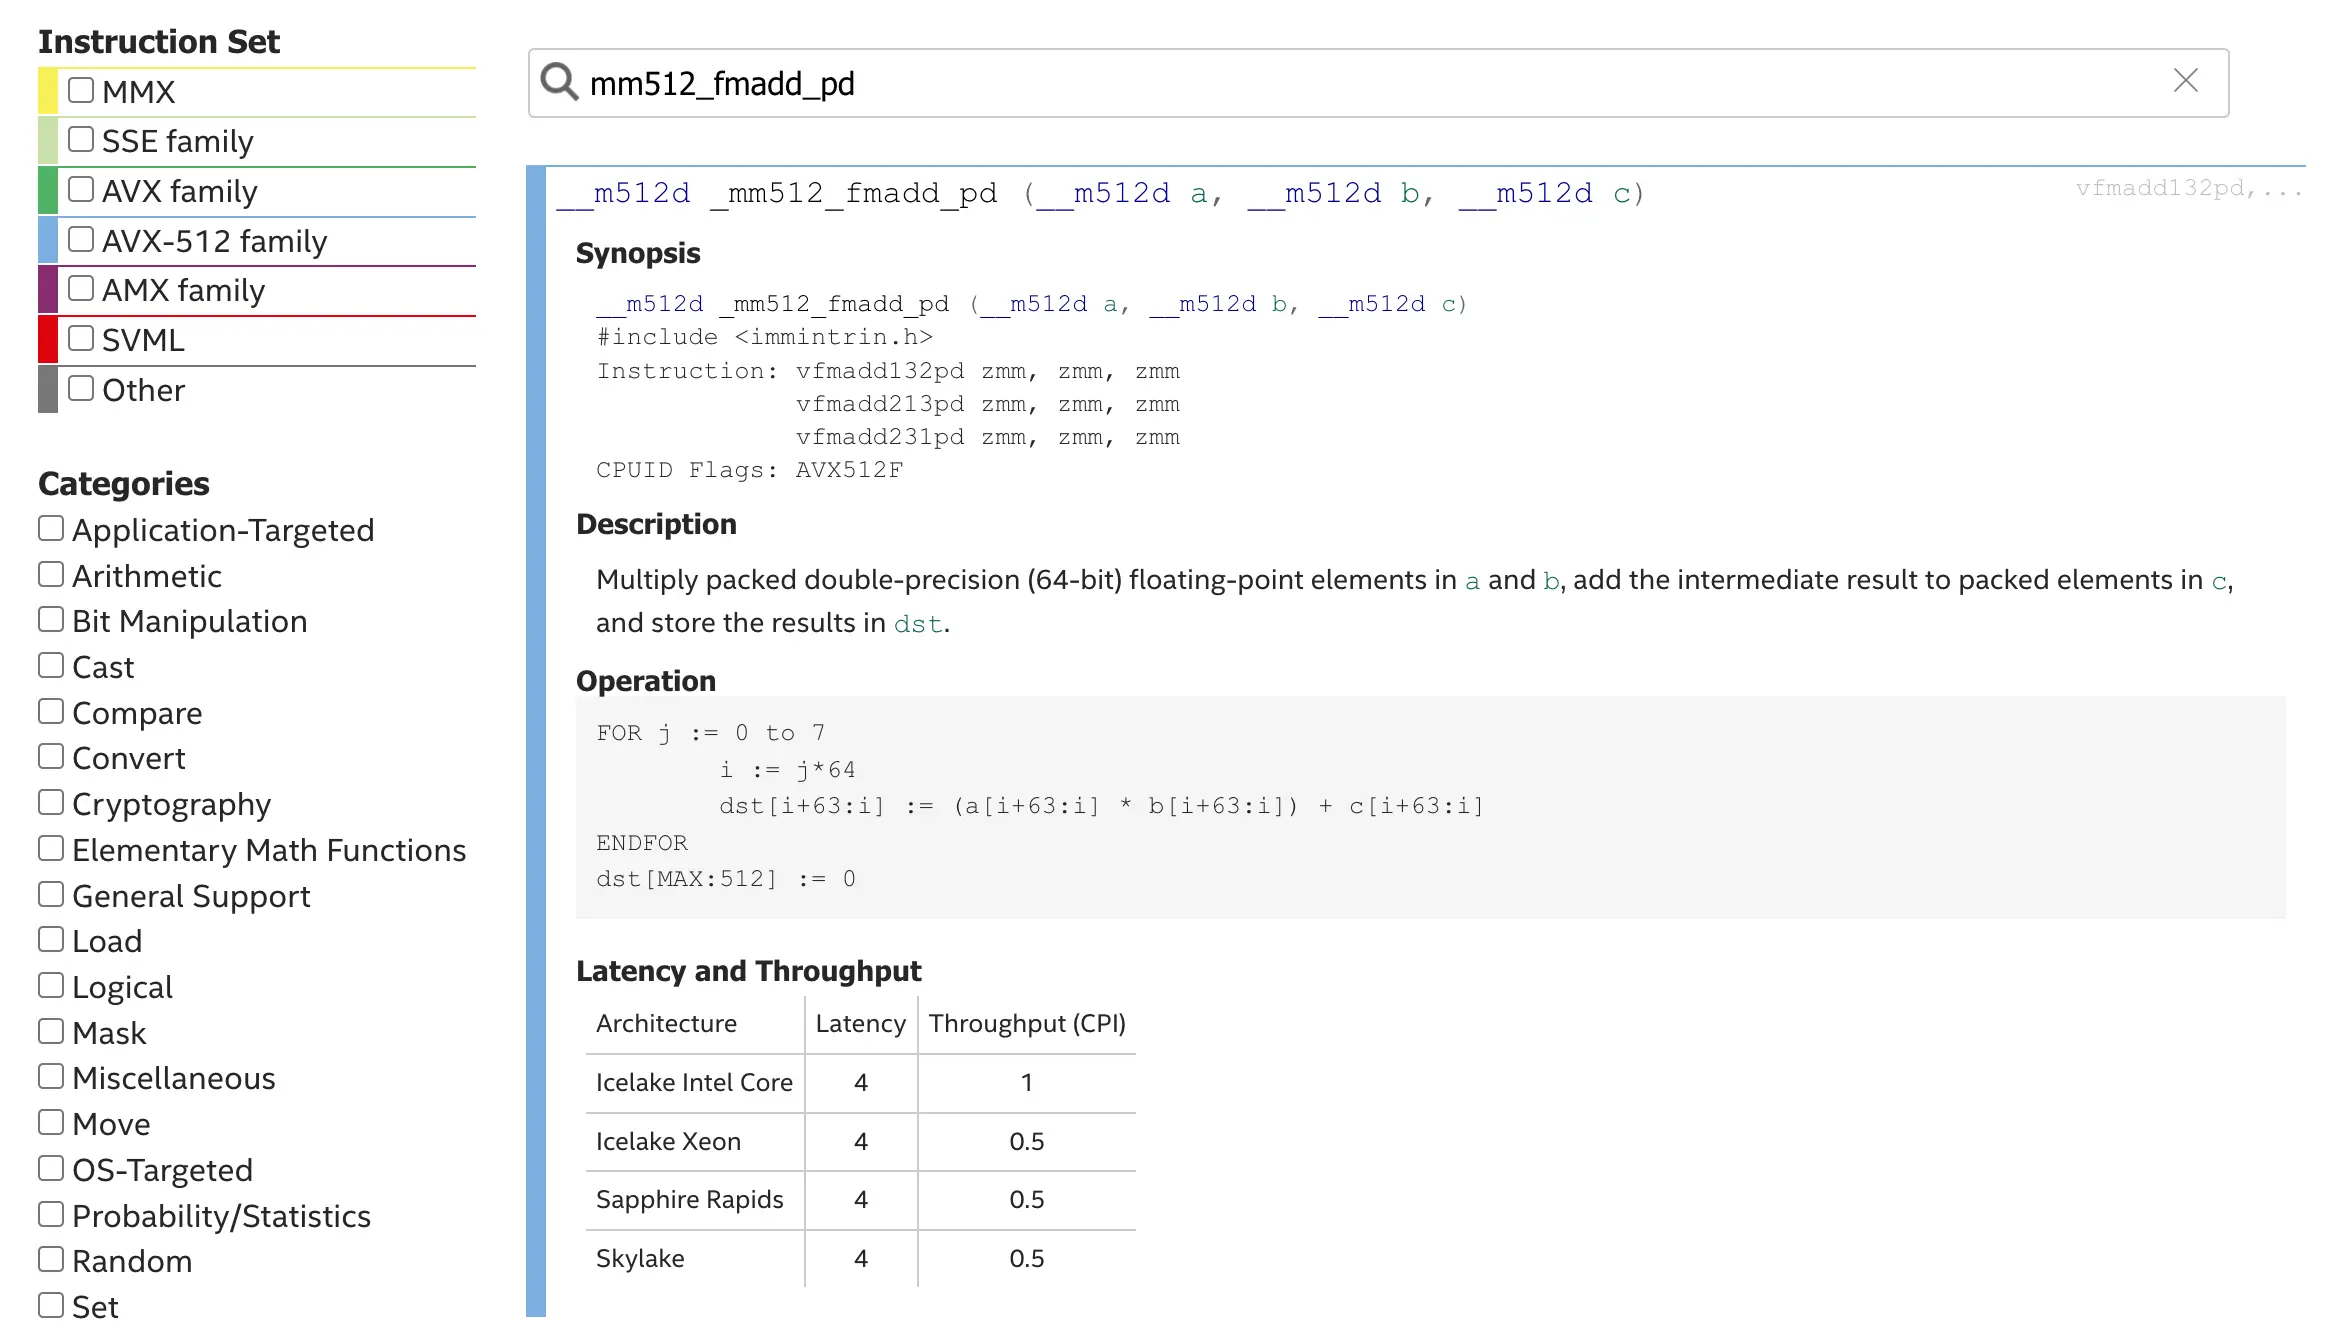 Instruction Set
MMX
SSE family
AVX family
AVX-512 family
AMX family
SVML
Other
Categories
Application-Targeted
Arithmetic
Bit Manipulation
Cast
Compare
Convert
Cryptography
Elementary Math Functions
General Support
Load
Logical
Mask
Miscellaneous
Move
OS-Targeted
Probability/Statistics
Random
Set
mm512_fmadd_pd
__m512d _mm512_fmadd_pd (__m512d a, __m512d b, __m512d c)
vfmadd132pd,...
Synopsis
__m512d _mm512_fmadd_pd (__m512d a, __m512d b, __m512d c)
#include <immintrin.h>
Instruction: vfmadd132pd zmm, zmm, zmm
vfmadd213pd zmm, zmm, zmm
vfmadd231pd zmm, zmm, zmm
CPUID Flags: AVX512F
Description
Multiply packed double-precision (64-bit) floating-point elements in a and b, add the intermediate result to packed elements in c,
and store the results in dst.
Operation
FOR j := 0 to 7
i := j*64
dst[i+63:i] := (a[i+63:i] * b[i+63:i]) + c[i+63:i]
ENDFOR
dst[MAX:512] := 0
Latency and Throughput
Architecture Latency Throughput (CPI)
Icelake Intel Core 4 1
Icelake Xeon 4 0.5
Sapphire Rapids 4 0.5
Skylake 4 0.5